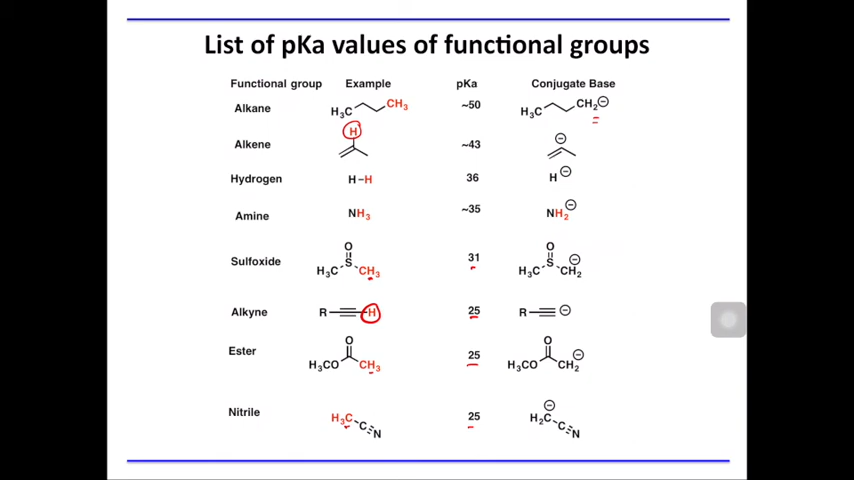 List of pKa values of functional groups
Functional group Example pKa Conjugate Base
Alkane H3C CH3 ~50 H3C CH2⊖
Alkene H ~43 ⊖
Hydrogen H–H 36 H⊖
Amine NH3 ~35 NH2⊖
Sulfoxide H3C S O CH3 31 H3C S O CH2⊖
Alkyne R≡H 25 R≡⊖
Ester H3CO O CH3 25 H3CO O CH2⊖
Nitrile H3C C≡N 25 H2C⊖ C≡N